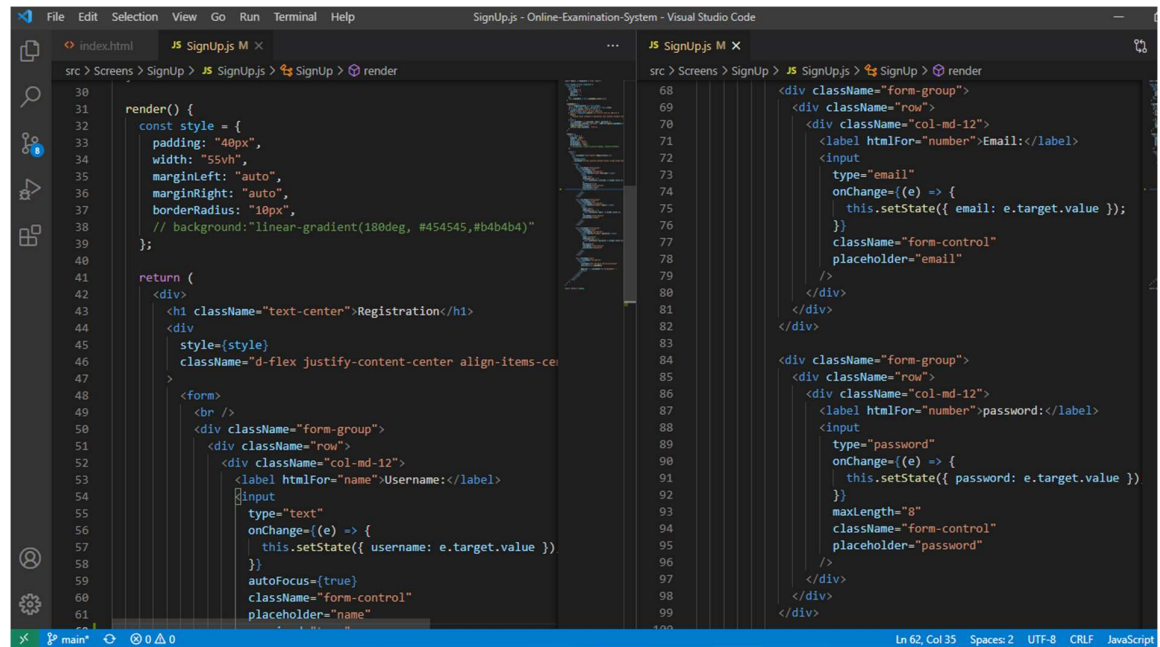 File Edit Selection View Go Run Terminal Help SignUp.js - Online-Examination-System - Visual Studio Code
<> index.html JS SignUp.js M × ···
src > Screens > SignUp > JS SignUp.js > SignUp > render
30
31 render() {
32 const style = {
33 padding: "40px",
34 width: "55vh",
35 marginLeft: "auto",
36 marginRight: "auto",
37 borderRadius: "10px",
38 // background:"linear-gradient(180deg, #454545,#b4b4b4)"
39 };
40
41 return (
42 <div>
43 <h1 className="text-center">Registration</h1>
44 <div
45 style={style}
46 className="d-flex justify-content-center align-items-ce
47 >
48 <form>
49 <br />
50 <div className="form-group">
51 <div className="row">
52 <div className="col-md-12">
53 <label htmlFor="name">Username:</label>
54 <input
55 type="text"
56 onChange={(e) => {
57 this.setState({ username: e.target.value })
58 }}
59 autoFocus={true}
60 className="form-control"
61 placeholder="name"
JS SignUp.js M ×
src > Screens > SignUp > JS SignUp.js > SignUp > render
68 <div className="form-group">
69 <div className="row">
70 <div className="col-md-12">
71 <label htmlFor="number">Email:</label>
72 <input
73 type="email"
74 onChange={(e) => {
75 this.setState({ email: e.target.value });
76 }}
77 className="form-control"
78 placeholder="email"
79 />
80 </div>
81 </div>
82 </div>
83
84 <div className="form-group">
85 <div className="row">
86 <div className="col-md-12">
87 <label htmlFor="number">password:</label>
88 <input
89 type="password"
90 onChange={(e) => {
91 this.setState({ password: e.target.value })
92 }}
93 maxLength="8"
94 className="form-control"
95 placeholder="password"
96 />
97 </div>
98 </div>
99 </div>
8
main* 0 0 Ln 62, Col 35 Spaces: 2 UTF-8 CRLF JavaScript